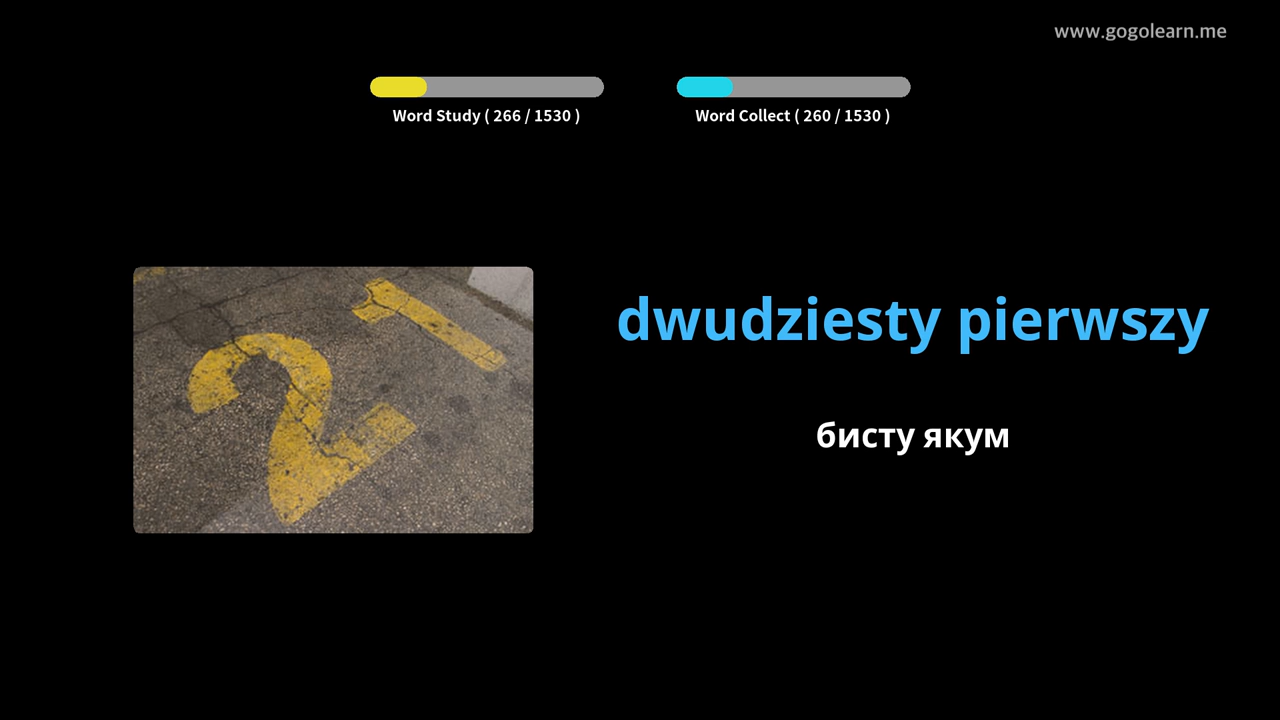 www.gogolearn.me
Word Study ( 266 / 1530 )
Word Collect ( 260 / 1530 )
21
dwudziesty pierwszy
бисту якум